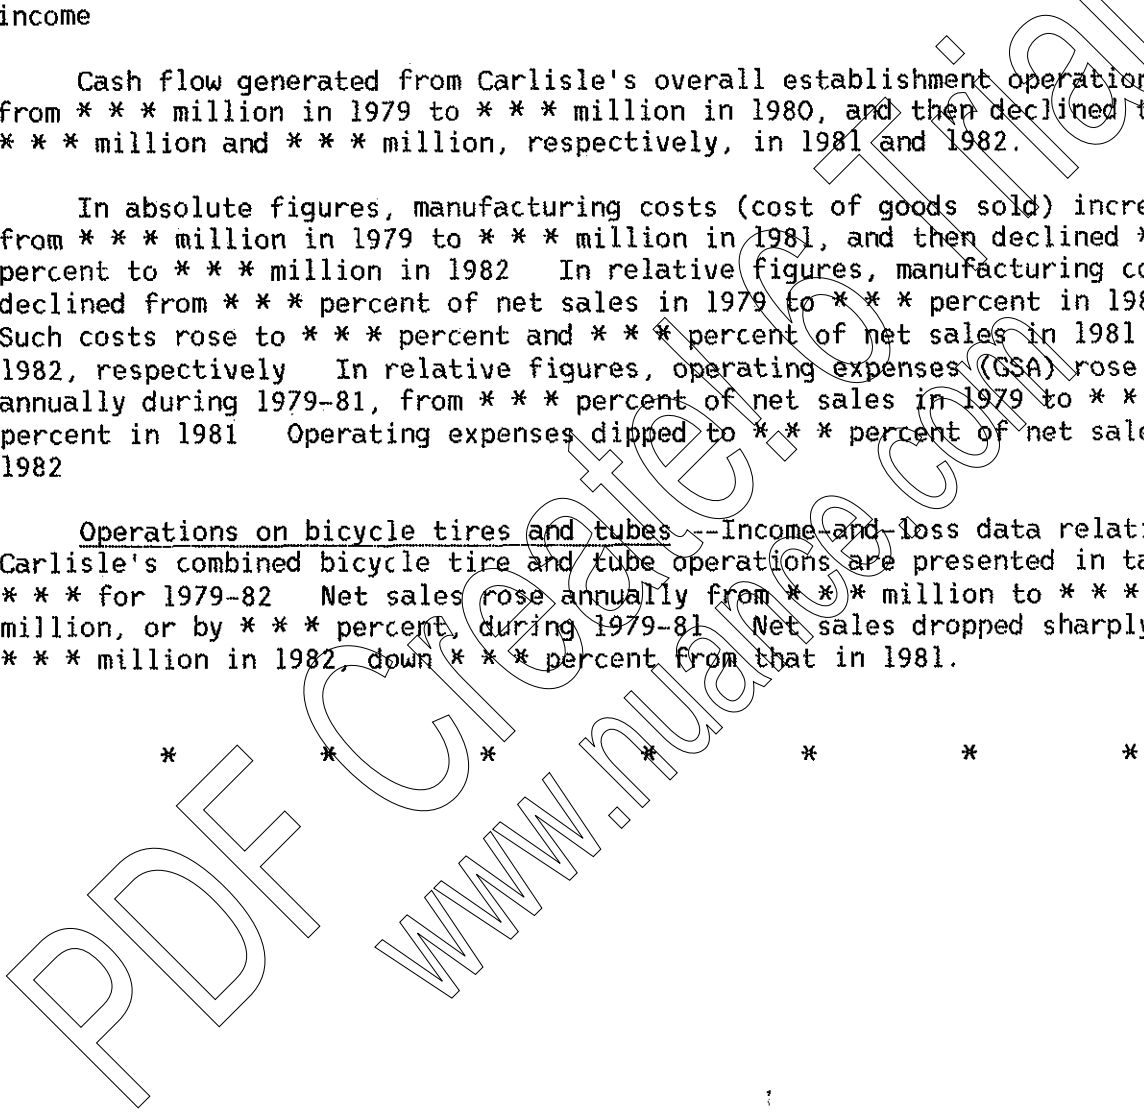 income
Cash flow generated from Carlisle's overall establishment operation
from * * * million in 1979 to * * * million in 1980, and then declined t
* * * million and * * * million, respectively, in 1981 and 1982.
In absolute figures, manufacturing costs (cost of goods sold) incre
from * * * million in 1979 to * * * million in 1981, and then declined *
percent to * * * million in 1982 In relative figures, manufacturing co
declined from * * * percent of net sales in 1979 to * * * percent in 198
Such costs rose to * * * percent and * * * percent of net sales in 1981
1982, respectively In relative figures, operating expenses (GSA) rose
annually during 1979-81, from * * * percent of net sales in 1979 to * *
percent in 1981 Operating expenses dipped to * * * percent of net sale
1982
Operations on bicycle tires and tubes --Income-and-loss data relati
Carlisle's combined bicycle tire and tube operations are presented in ta
* * * for 1979-82 Net sales rose annually from * * * million to * * *
million, or by * * * percent, during 1979-81 Net sales dropped sharply
* * * million in 1982, down * * * percent from that in 1981.
* * * * * * *
PDF Create! 6 Trial
www.nuance.com